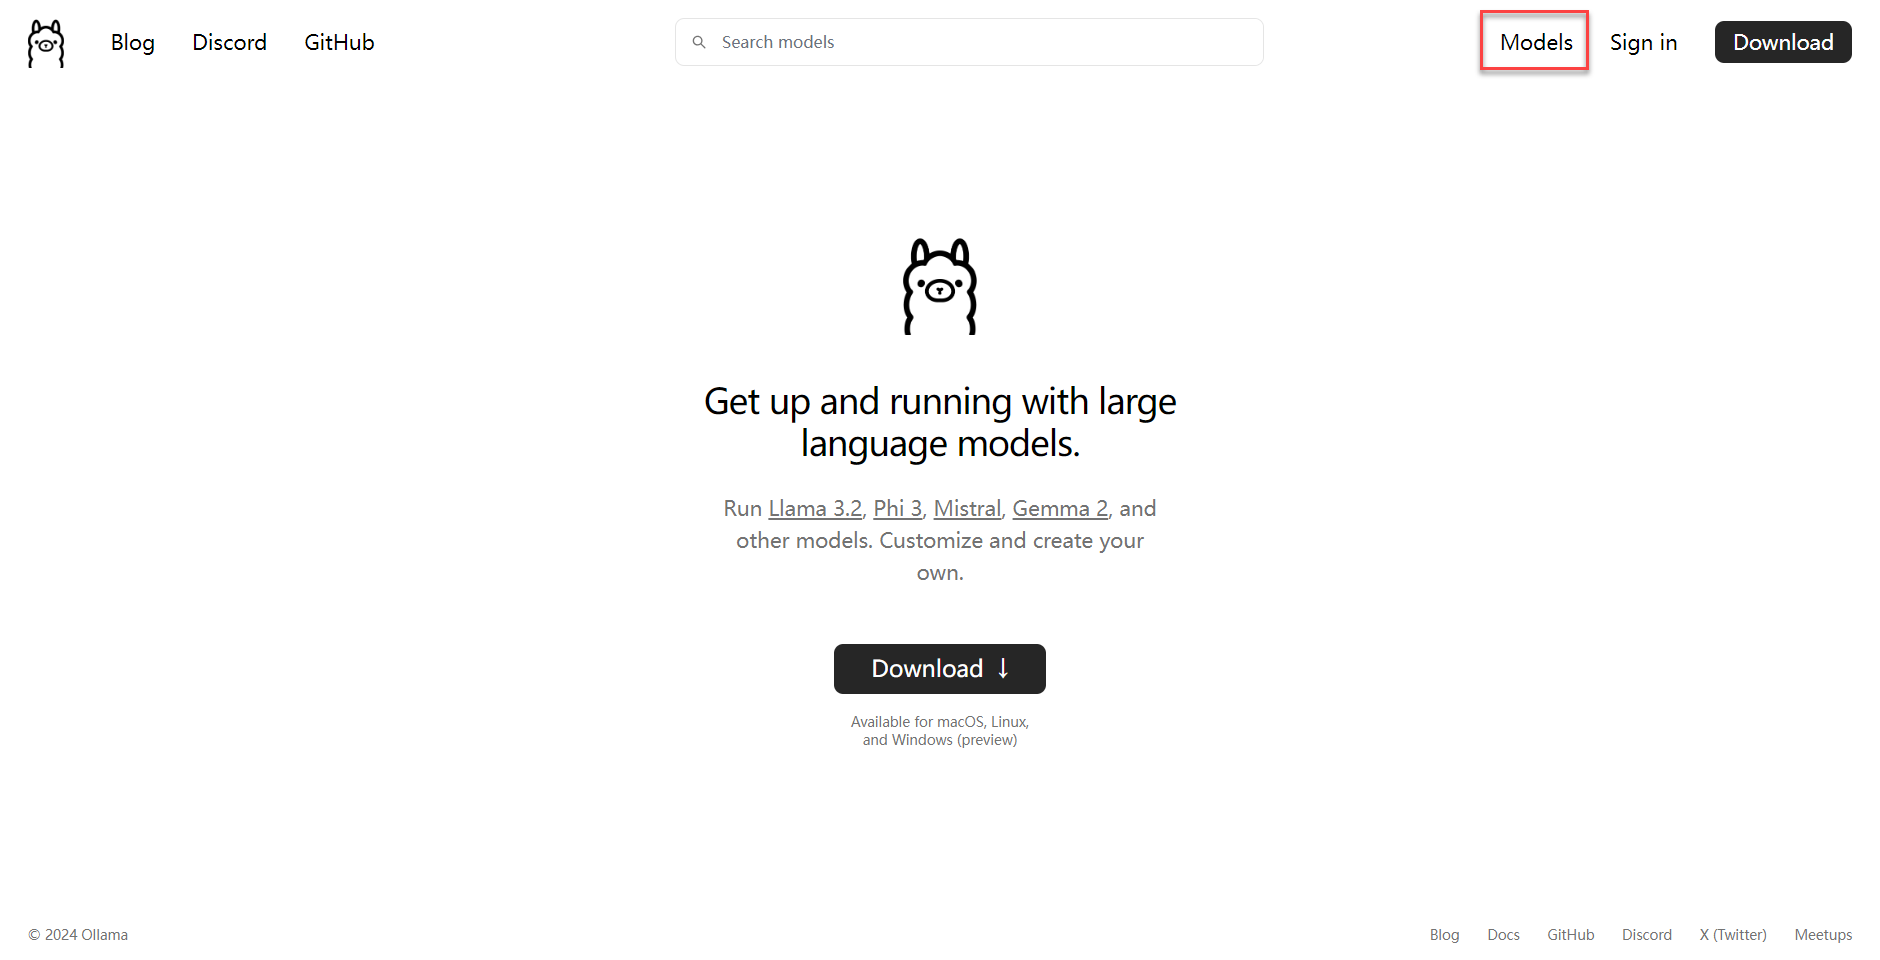 Blog Discord GitHub Search models Models Sign in Download
Get up and running with large
language models.
Run Llama 3.2, Phi 3, Mistral, Gemma 2, and
other models. Customize and create your
own.
Download ↓
Available for macOS, Linux,
and Windows (preview)
© 2024 Ollama Blog Docs GitHub Discord X (Twitter) Meetups